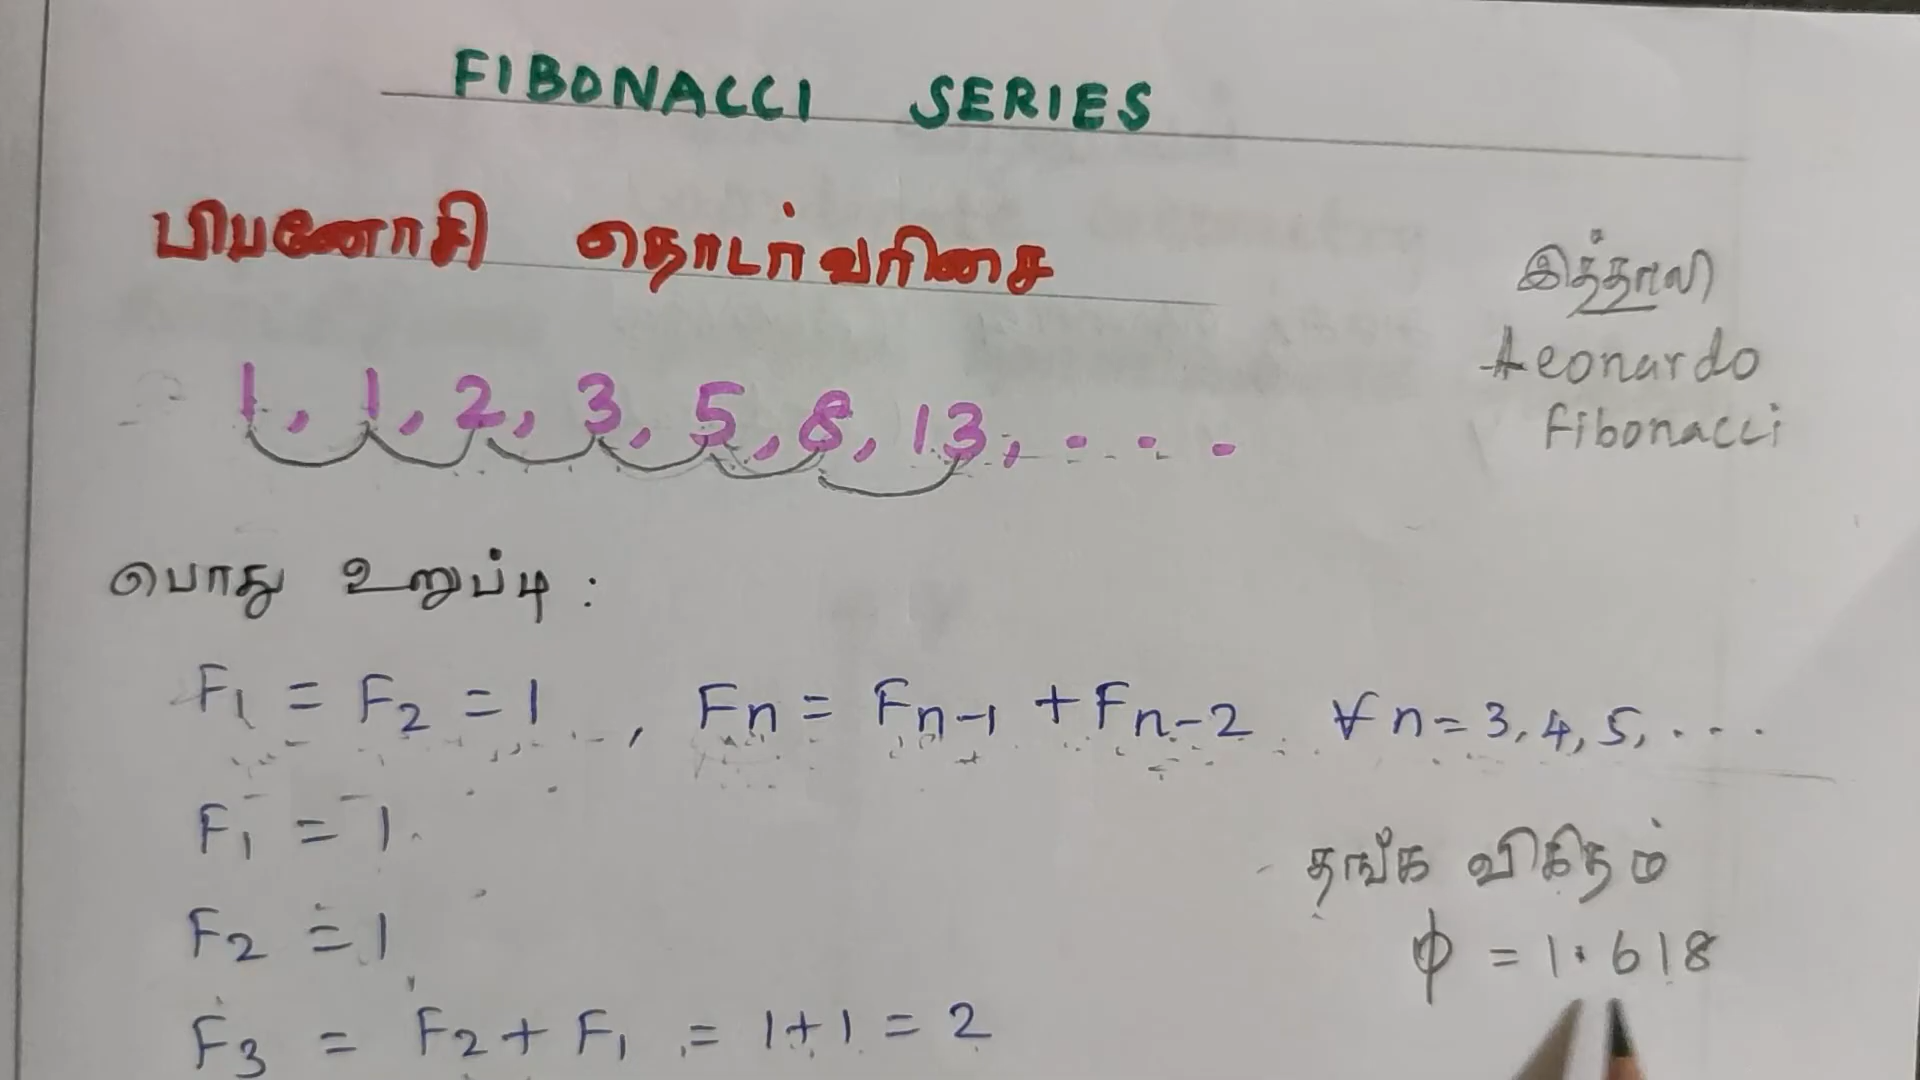 FIBONACCI SERIES
பிபனோசி தொடர்வரிசை
இத்தாலி
Leonardo
Fibonacci
1, 1, 2, 3, 5, 8, 13, . . .
பொது உறுப்டி :
F₁ = F₂ = 1 , Fn = Fn-1 + Fn-2 ∀ n = 3, 4, 5, . . .
F₁ = 1
F₂ = 1
F₃ = F₂ + F₁ = 1+1 = 2
தங்க விகிதம்
ϕ = 1.618